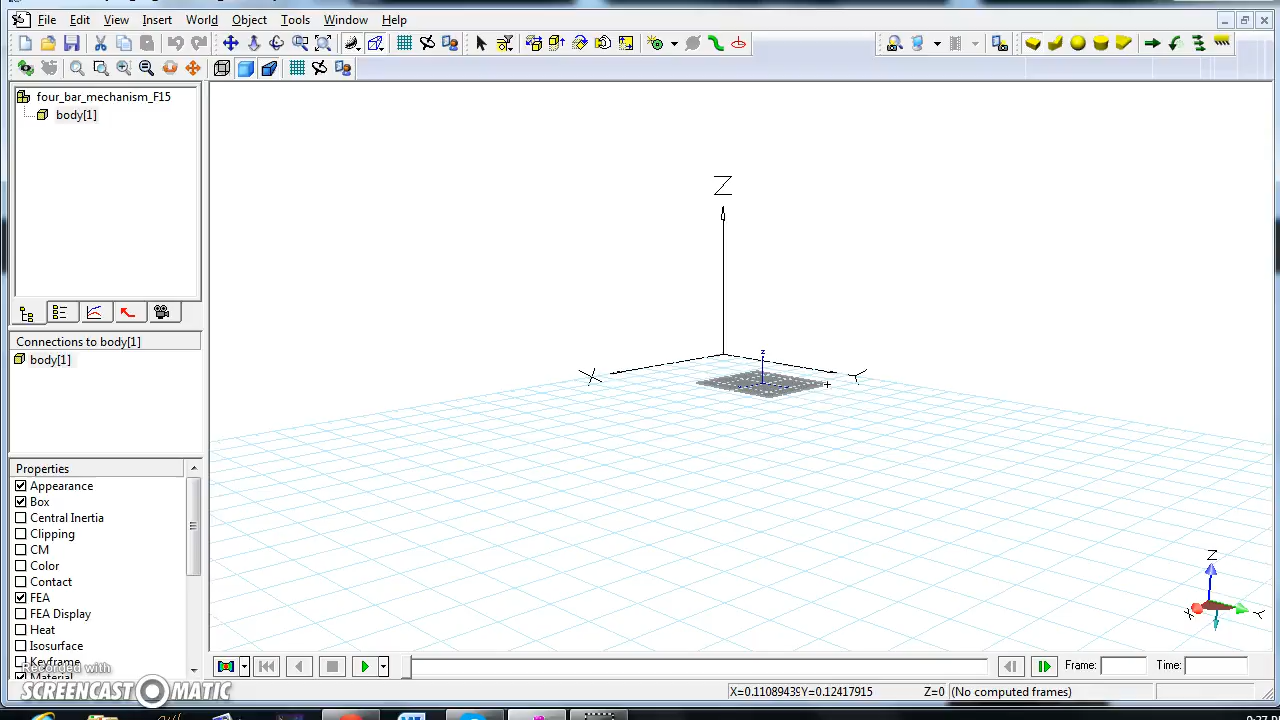 File Edit View Insert World Object Tools Window Help
four_bar_mechanism_F15
body[1]
Connections to body[1]
body[1]
Properties
Appearance
Box
Central Inertia
Clipping
CM
Color
Contact
FEA
FEA Display
Heat
Isosurface
Keyframe
Material
Z
X
Y
z
Z
Y
Frame: Time:
X=0.1108943Y=0.12417915 Z=0 (No computed frames)
Recorded with
SCREENCAST MATIC